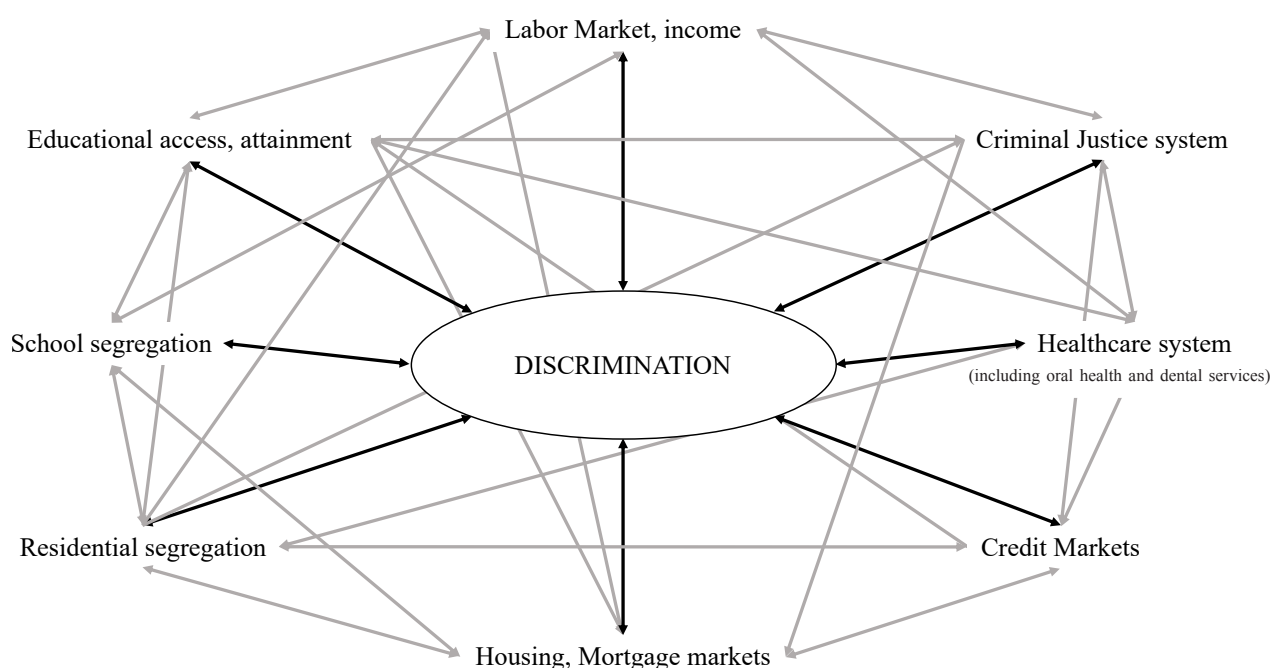 Labor Market, income
Educational access, attainment
Criminal Justice system
School segregation
DISCRIMINATION
Healthcare system
(including oral health and dental services)
Residential segregation
Credit Markets
Housing, Mortgage markets